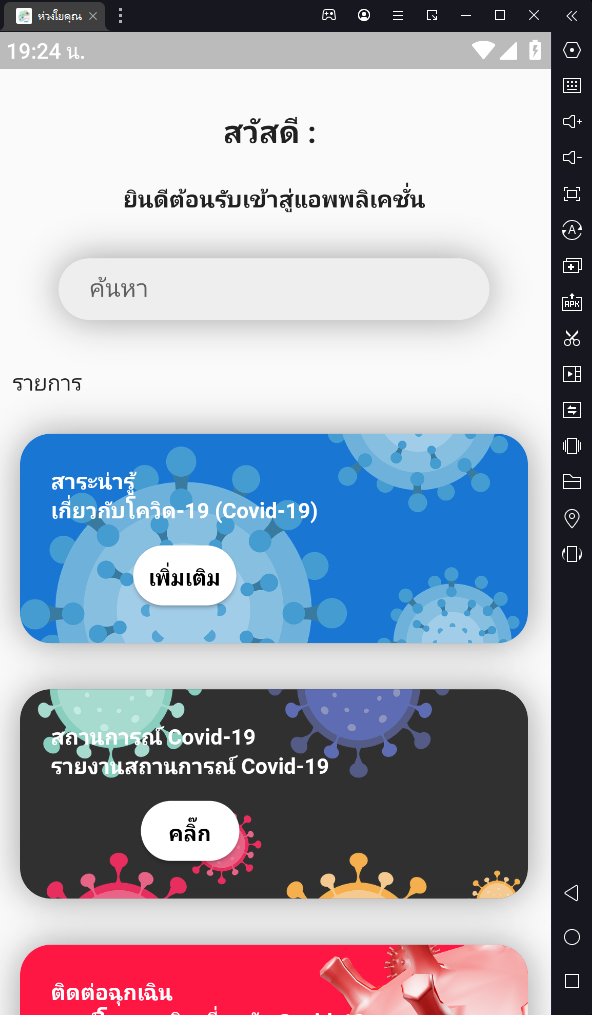 ห่วงใยคุณ
19:24 น.
สวัสดี :
ยินดีต้อนรับเข้าสู่แอพพลิเคชั่น
ค้นหา
รายการ
สาระน่ารู้
เกี่ยวกับโควิด-19 (Covid-19)
เพิ่มเติม
สถานการณ์ Covid-19
รายงานสถานการณ์ Covid-19
คลิ๊ก
ติดต่อฉุกเฉิน
A
APK